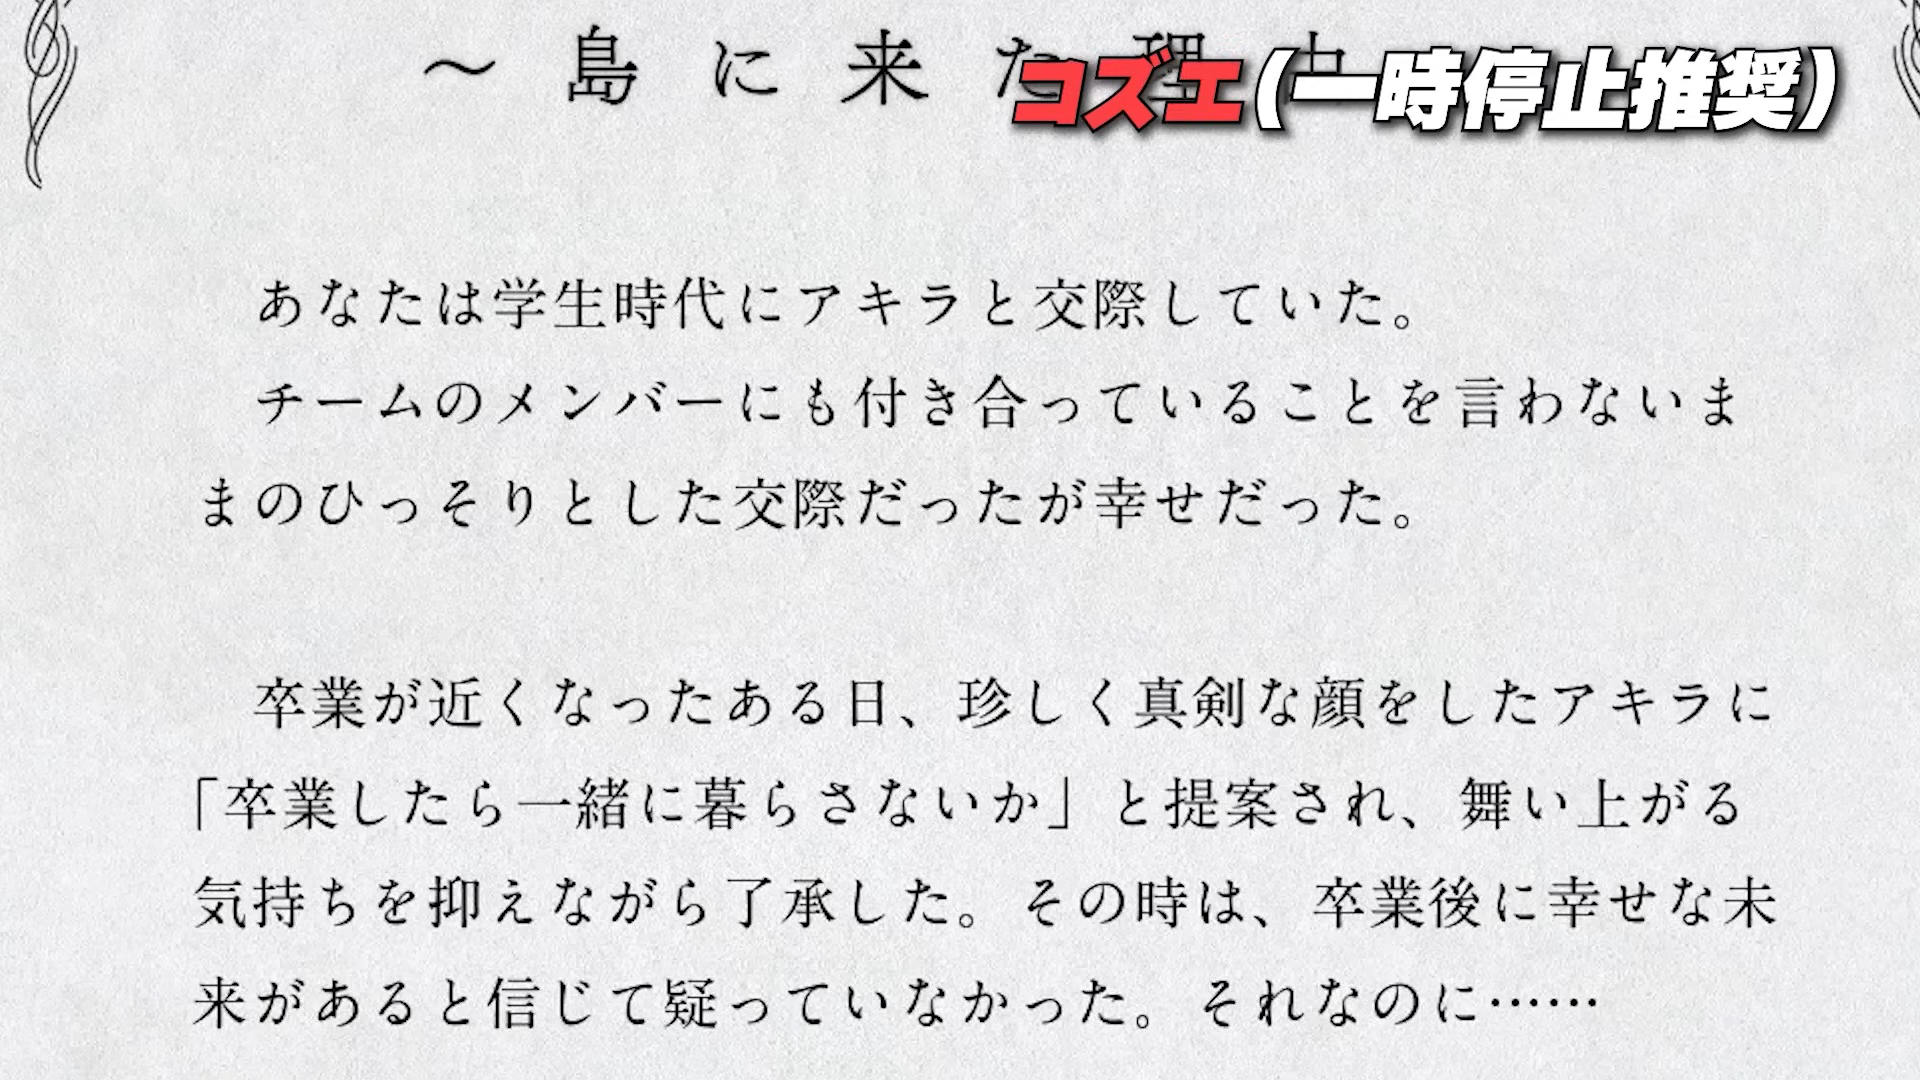 ～島に来た理由
コズエ(一時停止推奨)
あなたは学生時代にアキラと交際していた。
チームのメンバーにも付き合っていることを言わないま
まのひっそりとした交際だったが幸せだった。
卒業が近くなったある日、珍しく真剣な顔をしたアキラに
「卒業したら一緒に暮らさないか」と提案され、舞い上がる
気持ちを抑えながら了承した。その時は、卒業後に幸せな未
来があると信じて疑っていなかった。それなのに……